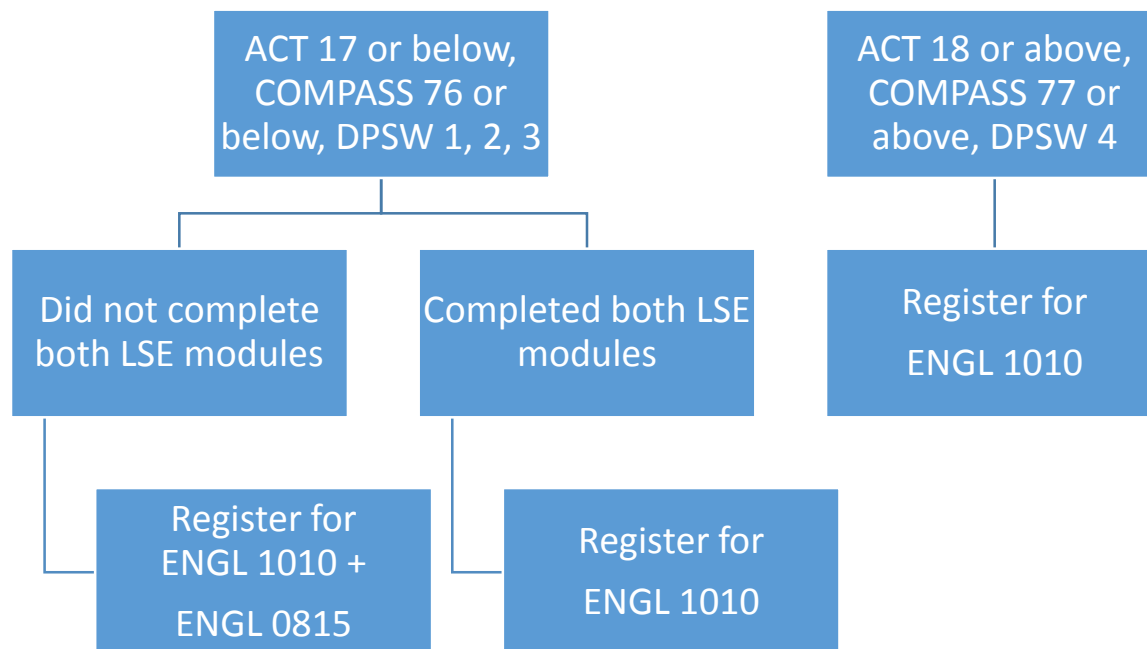 ACT 17 or below,
COMPASS 76 or
below, DPSW 1, 2, 3
ACT 18 or above,
COMPASS 77 or
above, DPSW 4
Did not complete
both LSE modules
Completed both LSE
modules
Register for
ENGL 1010
Register for
ENGL 1010 +
ENGL 0815
Register for
ENGL 1010